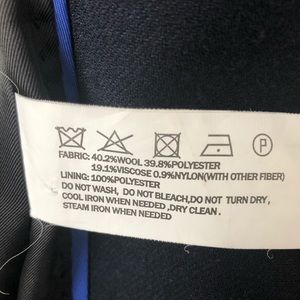 P
FABRIC: 40.2%WOOL 39.8%POLYESTER
19.1%VISCOSE 0.9%NYLON(WITH OTHER FIBER)
LINING: 100%POLYESTER
DO NOT WASH, DO NOT BLEACH,DO NOT TURN DRY,
COOL IRON WHEN NEEDED ,DRY CLEAN .
STEAM IRON WHEN NEEDED